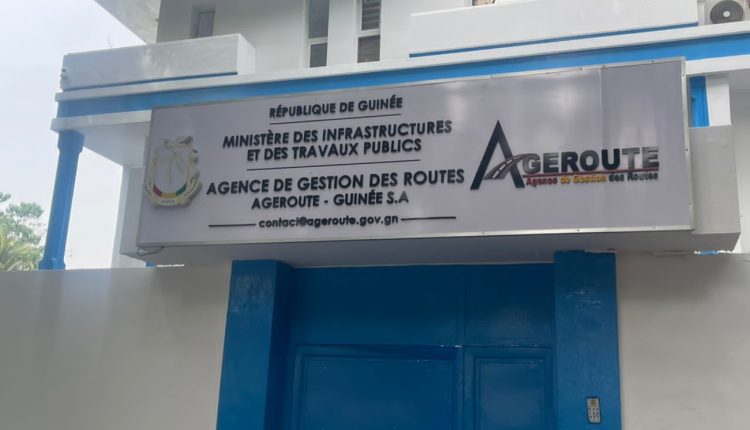 RÉPUBLIQUE DE GUINÉE
MINISTÈRE DES INFRASTRUCTURES
ET DES TRAVAUX PUBLICS
AGENCE DE GESTION DES ROUTES
AGEROUTE - GUINÉE S.A
contact@ageroute.gov.gn
AGEROUTE
Agence de Gestion des Routes